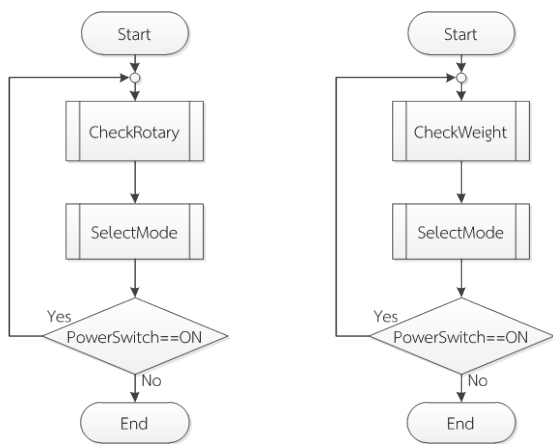 Start
CheckRotary
SelectMode
Yes
PowerSwitch==ON
No
End
Start
CheckWeight
SelectMode
Yes
PowerSwitch==ON
No
End